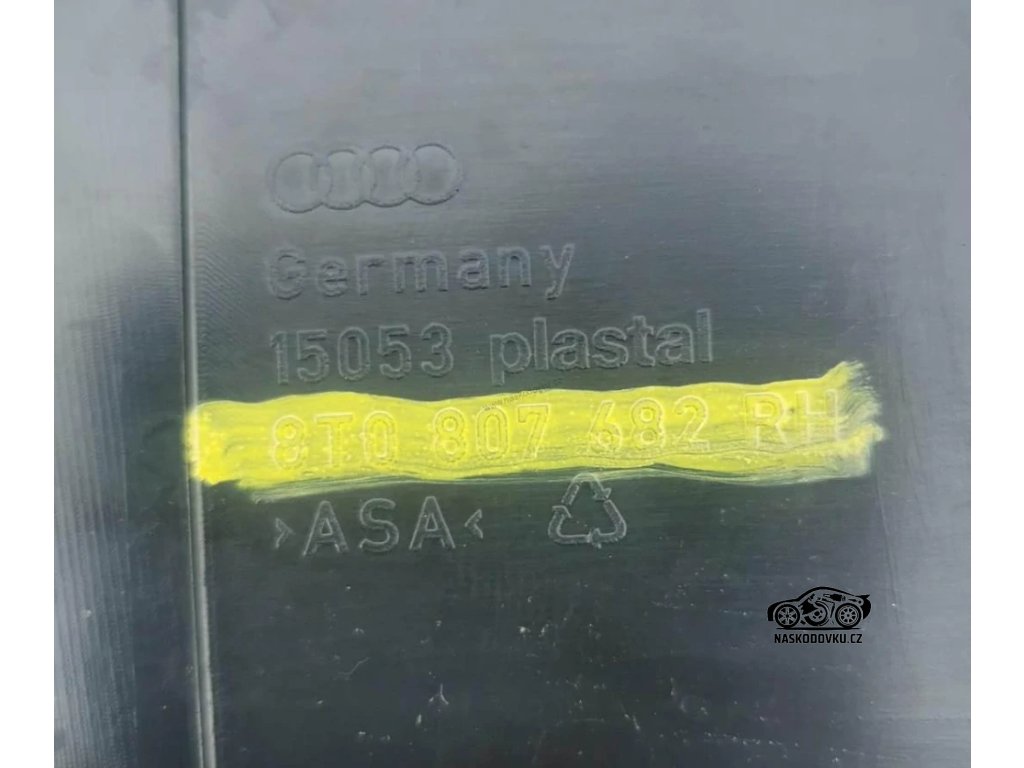 Germany
15053 plastal
8T0 807 682 RH
>ASA<
NASKODOVKU.CZ